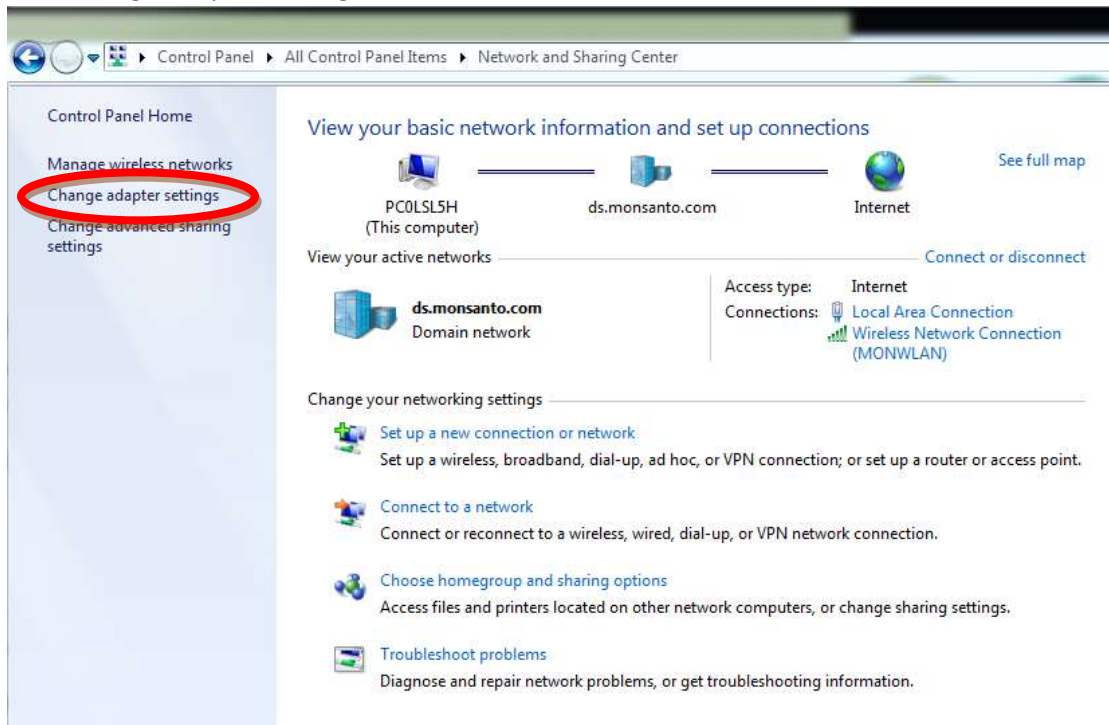 Control Panel ▸ All Control Panel Items ▸ Network and Sharing Center
Control Panel Home
Manage wireless networks
Change adapter settings
Change advanced sharing
settings
View your basic network information and set up connections
See full map
PC0LSL5H
(This computer)
ds.monsanto.com
Internet
View your active networks
Connect or disconnect
ds.monsanto.com
Domain network
Access type: Internet
Connections: Local Area Connection
Wireless Network Connection
(MONWLAN)
Change your networking settings
Set up a new connection or network
Set up a wireless, broadband, dial-up, ad hoc, or VPN connection; or set up a router or access point.
Connect to a network
Connect or reconnect to a wireless, wired, dial-up, or VPN network connection.
Choose homegroup and sharing options
Access files and printers located on other network computers, or change sharing settings.
Troubleshoot problems
Diagnose and repair network problems, or get troubleshooting information.